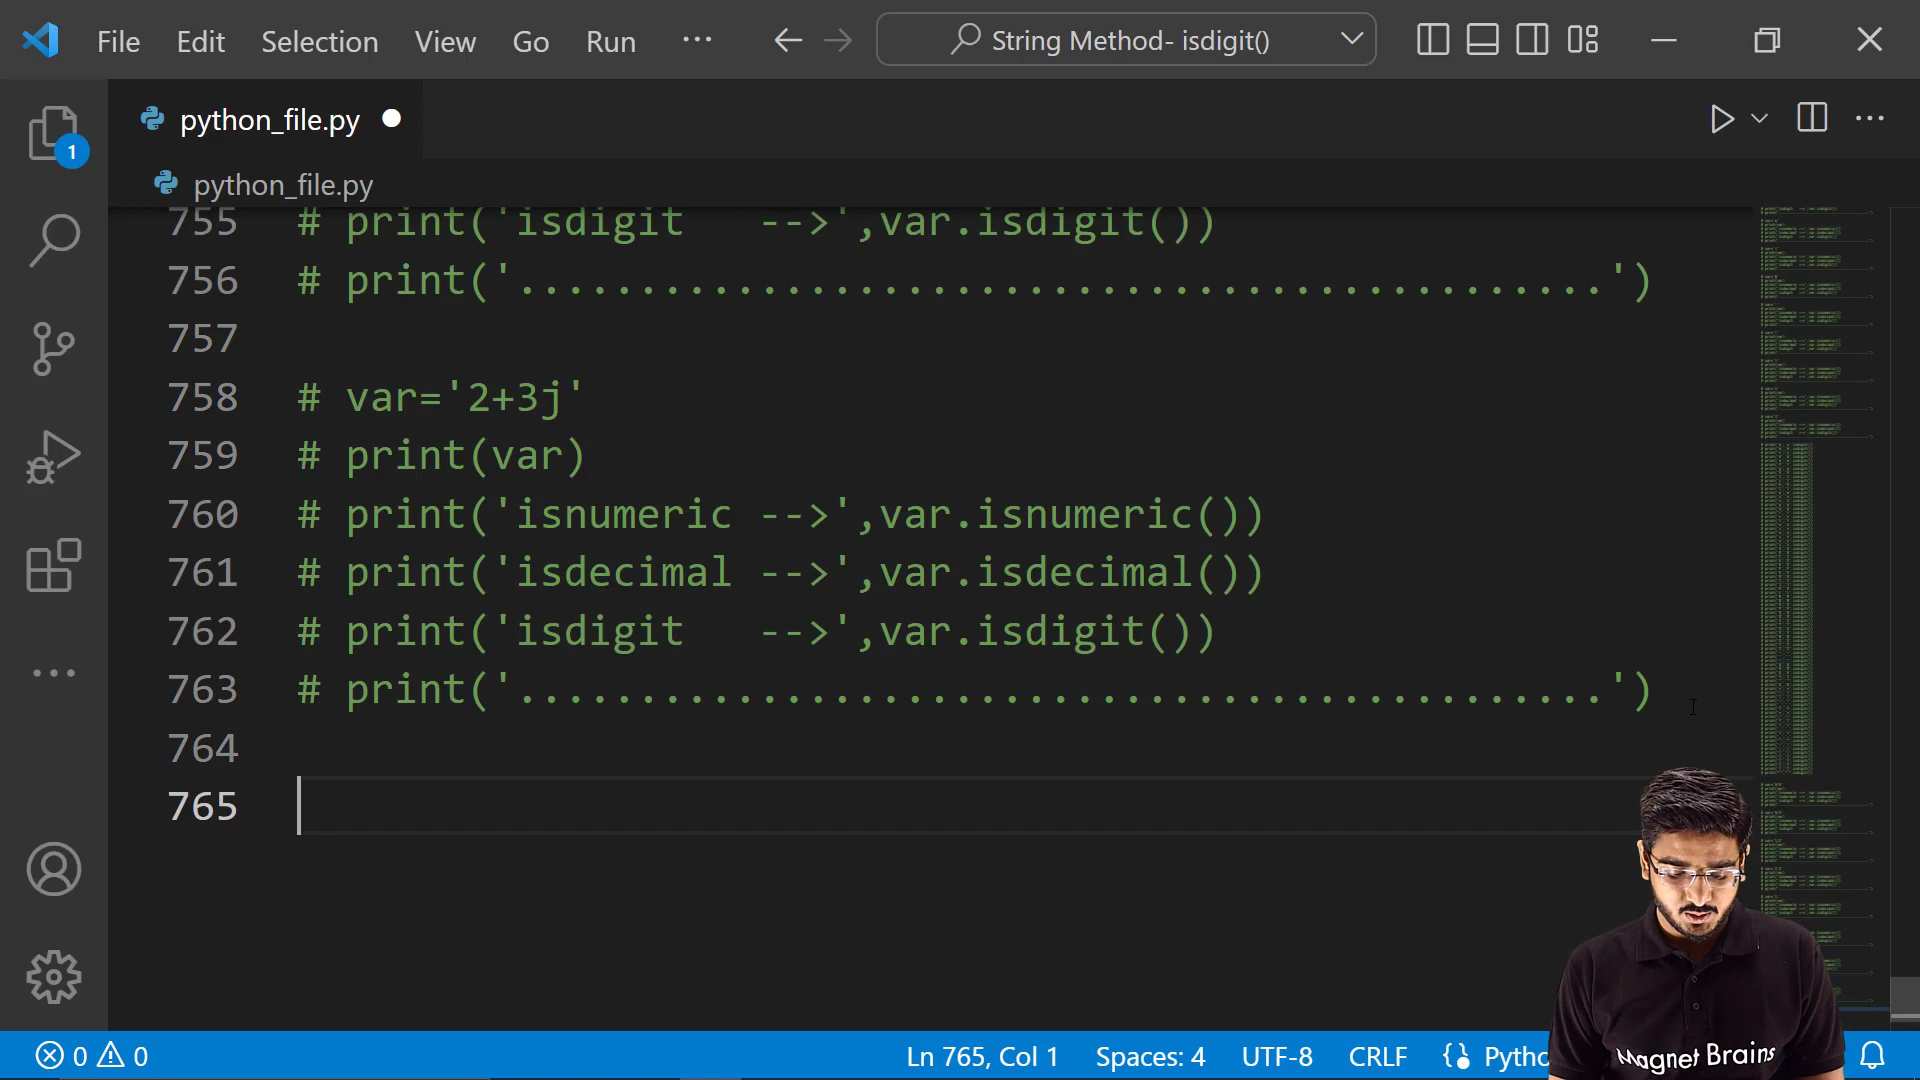 File Edit Selection View Go Run ... String Method- isdigit()
python_file.py
1
python_file.py
755 # print('isdigit   -->',var.isdigit())
756 # print('.............................................')
757
758 # var='2+3j'
759 # print(var)
760 # print('isnumeric -->',var.isnumeric())
761 # print('isdecimal -->',var.isdecimal())
762 # print('isdigit   -->',var.isdigit())
763 # print('.............................................')
764
765
0 0 Ln 765, Col 1 Spaces: 4 UTF-8 CRLF Pytho
Magnet Brains